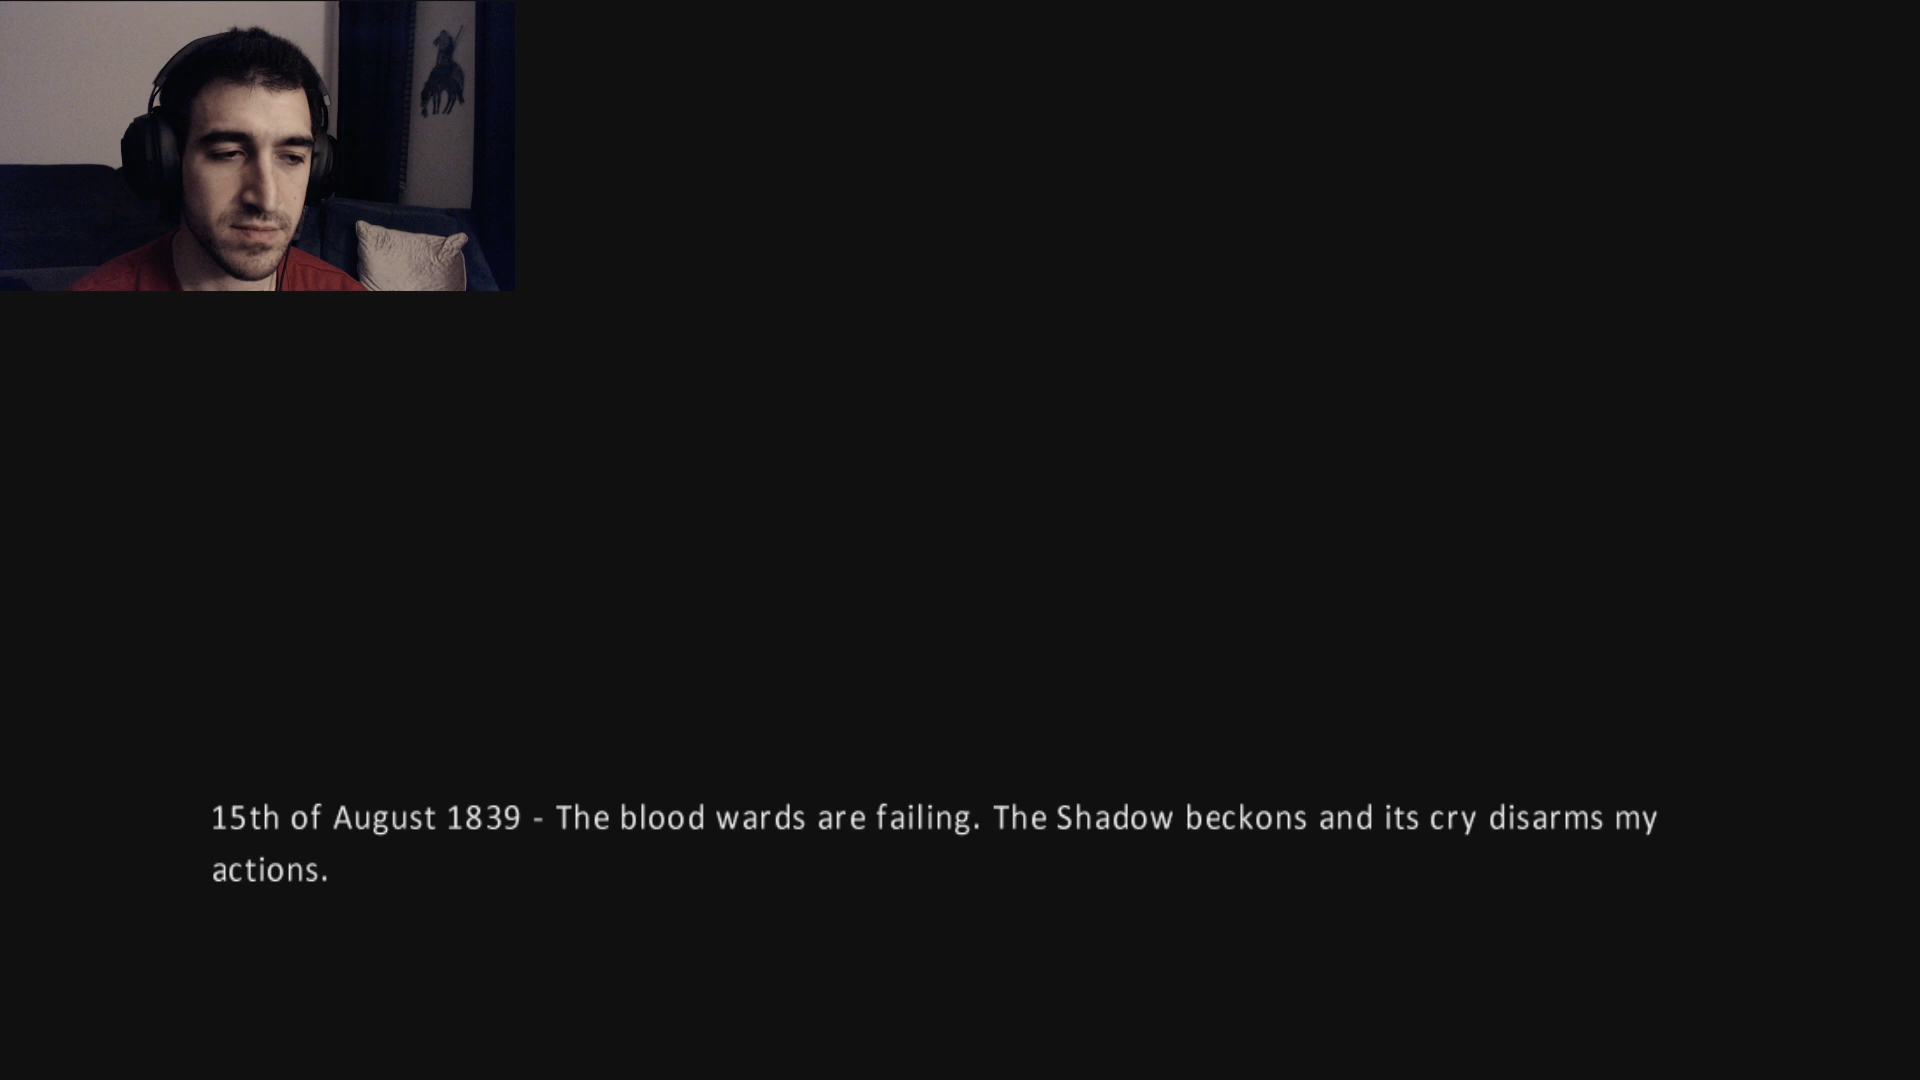 15th of August 1839 - The blood wards are failing. The Shadow beckons and its cry disarms my
actions.